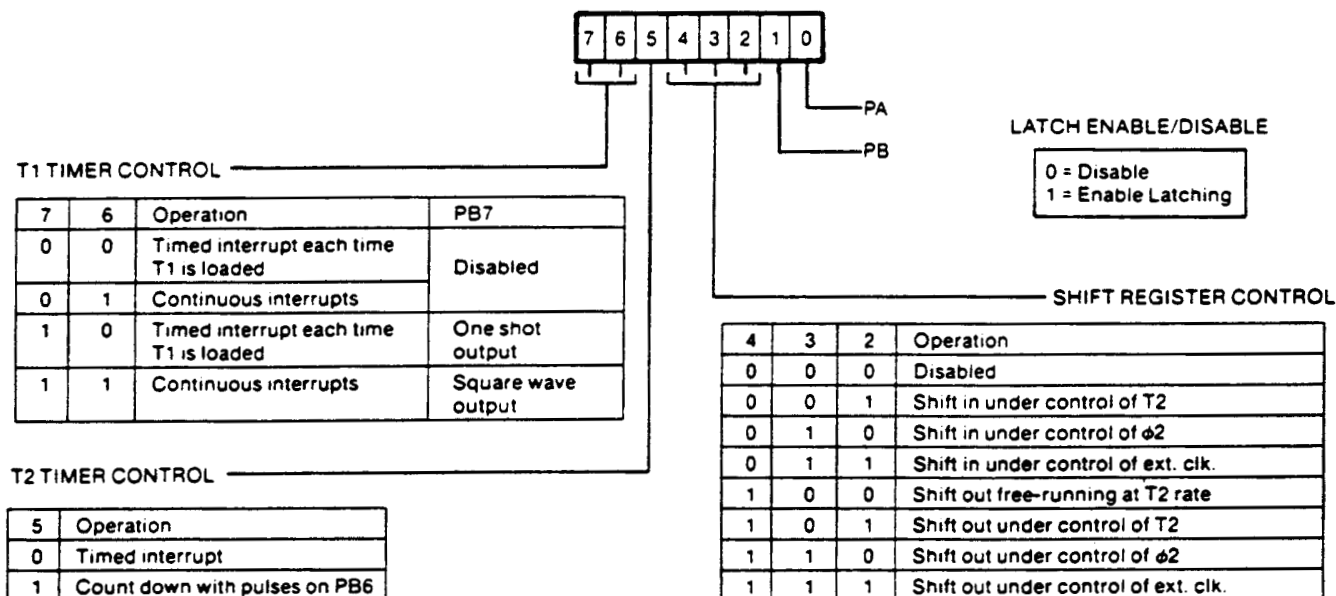 7 6 5 4 3 2 1 0
PA
PB
LATCH ENABLE/DISABLE
0 = Disable
1 = Enable Latching
T1 TIMER CONTROL
7 6 Operation PB7
0 0 Timed interrupt each time
T1 is loaded
Disabled
0 1 Continuous interrupts
1 0 Timed interrupt each time One shot
T1 is loaded output
1 1 Continuous interrupts Square wave
output
T2 TIMER CONTROL
5 Operation
0 Timed interrupt
1 Count down with pulses on PB6
SHIFT REGISTER CONTROL
4 3 2 Operation
0 0 0 Disabled
0 0 1 Shift in under control of T2
0 1 0 Shift in under control of ϕ2
0 1 1 Shift in under control of ext. clk.
1 0 0 Shift out free-running at T2 rate
1 0 1 Shift out under control of T2
1 1 0 Shift out under control of ϕ2
1 1 1 Shift out under control of ext. clk.